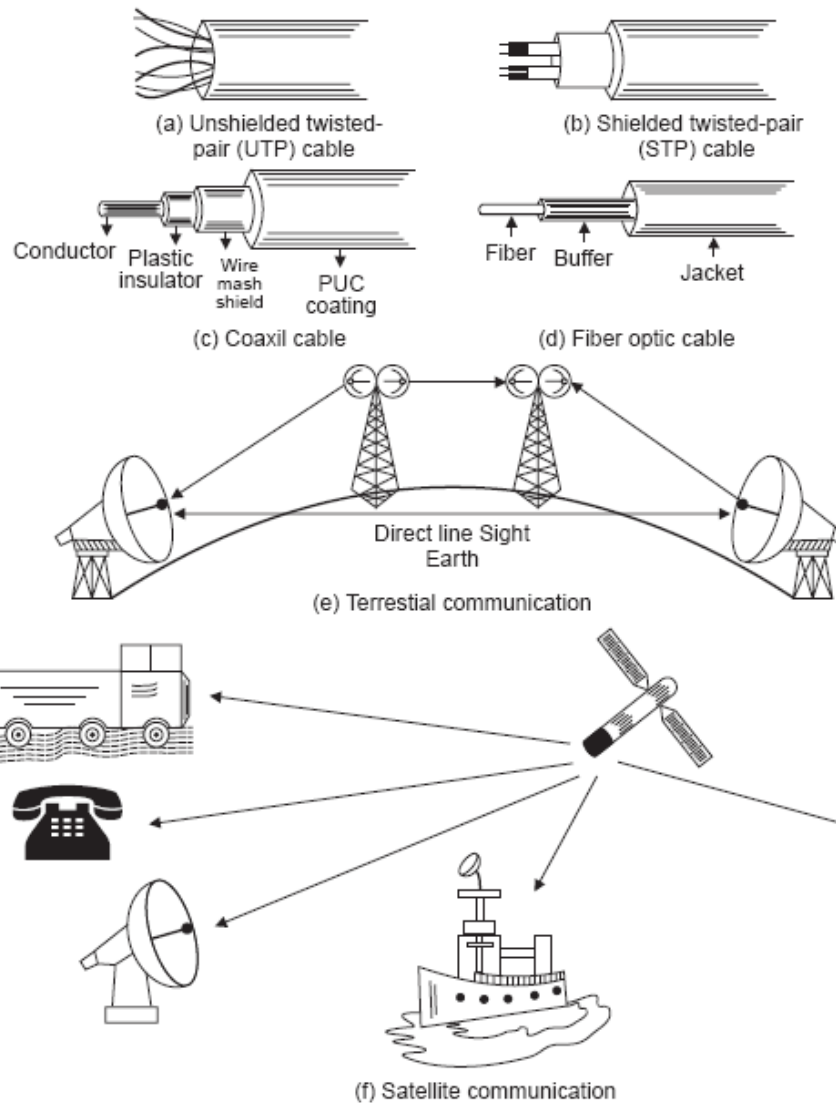 (a) Unshielded twisted-
pair (UTP) cable
(b) Shielded twisted-pair
(STP) cable
Conductor
Plastic
insulator
Wire
mash
shield
PUC
coating
(c) Coaxil cable
Fiber
Buffer
Jacket
(d) Fiber optic cable
Direct line Sight
Earth
(e) Terrestial communication
(f) Satellite communication